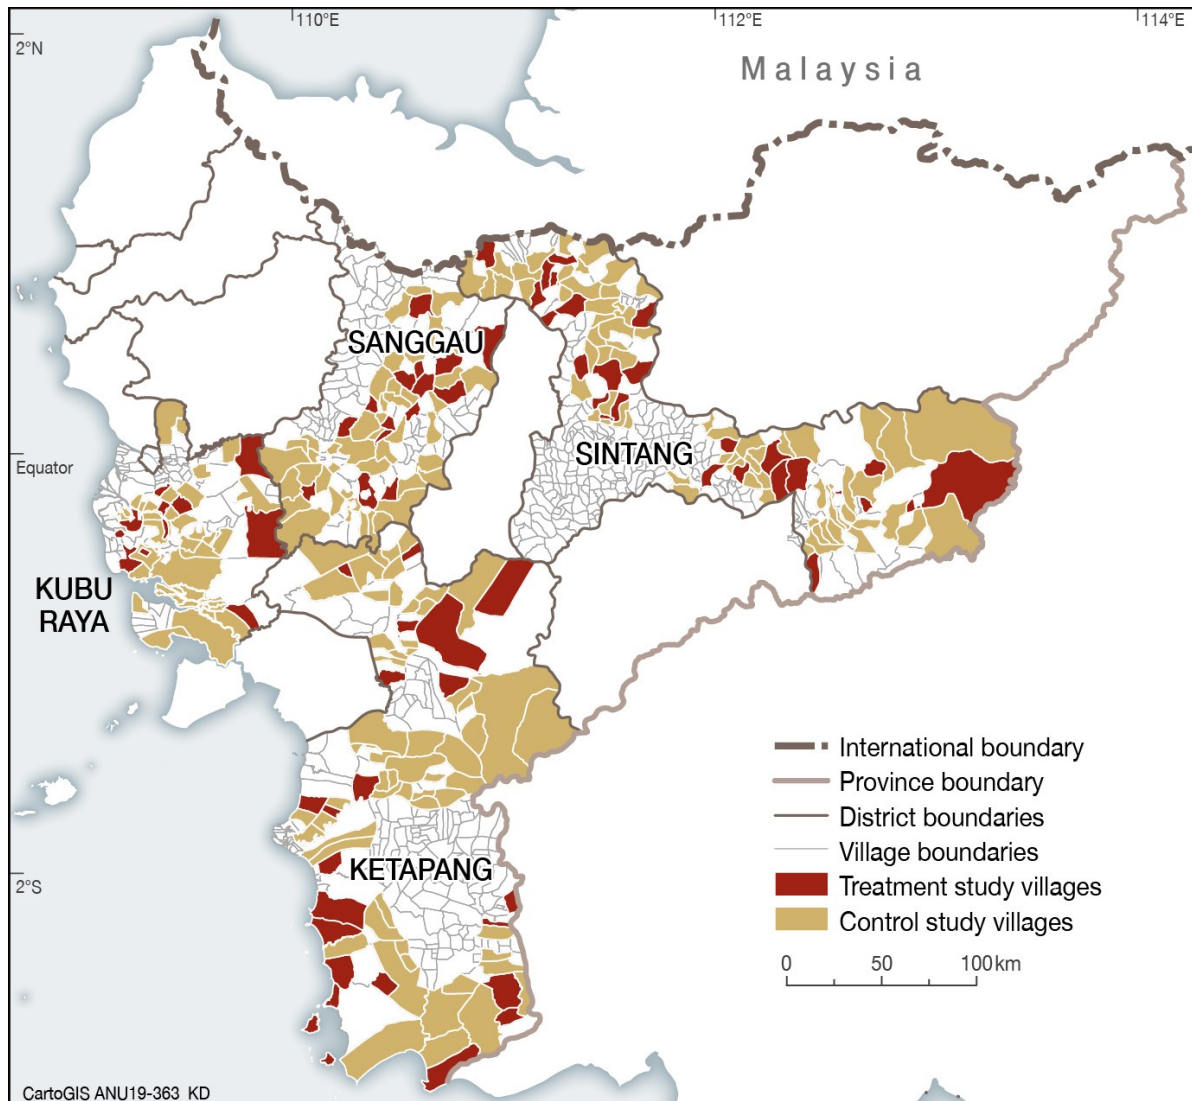 110°E
112°E
114°E
2°N
Malaysia
SANGGAU
Equator
SINTANG
KUBU
RAYA
International boundary
Province boundary
District boundaries
Village boundaries
2°S
KETAPANG
Treatment study villages
Control study villages
0 50 100km
CartoGIS ANU19-363 KD